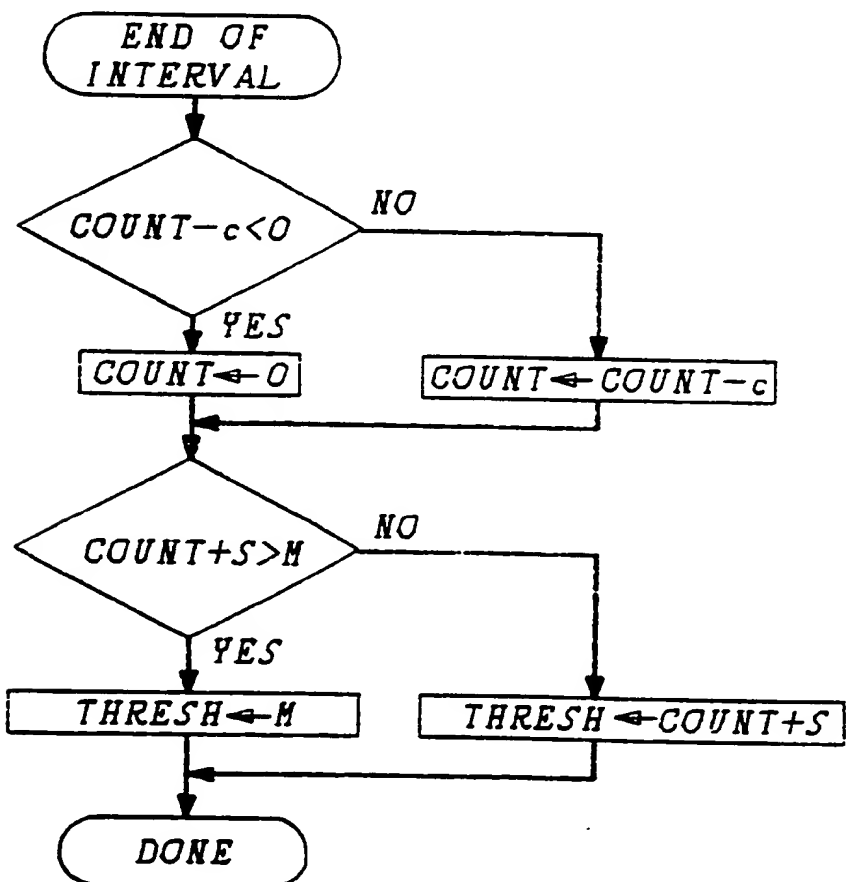 END OF
INTERVAL
COUNT-c<0
NO
YES
COUNT←0
COUNT←COUNT-c
COUNT+S>M
NO
YES
THRESH←M
THRESH←COUNT+S
DONE